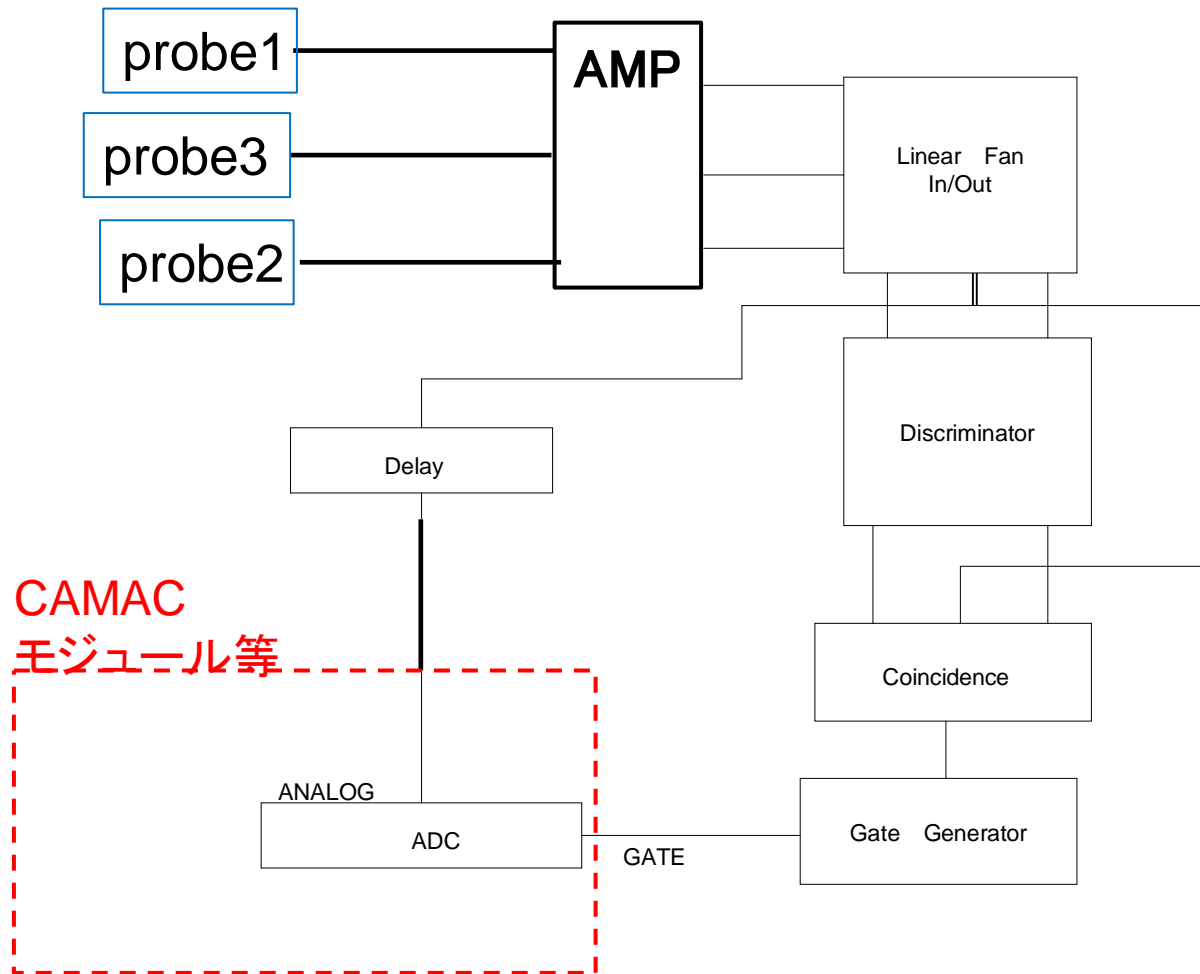 probe1
AMP
probe3
Linear Fan
In/Out
probe2
Discriminator
Delay
CAMAC
モジュール等
Coincidence
ANALOG
ADC
GATE
Gate Generator